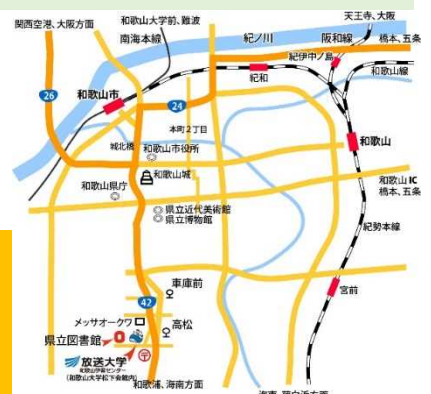 天王寺、大阪
関西空港、大阪方面
和歌山大学前、難波
南海本線
紀ノ川
阪和線
橋本、五条
紀伊中ノ島
和歌山線
紀和
26
和歌山市
24
本町2丁目
城北橋
和歌山市役所
和歌山
和歌山城
和歌山県庁
和歌山IC
橋本、五条
県立近代美術館
県立博物館
紀勢本線
車庫前
宮前
42
メッサオークワ
高松
県立図書館
放送大学
和歌山学習センター
(和歌山大学松下会館内)
和歌浦、海南方面